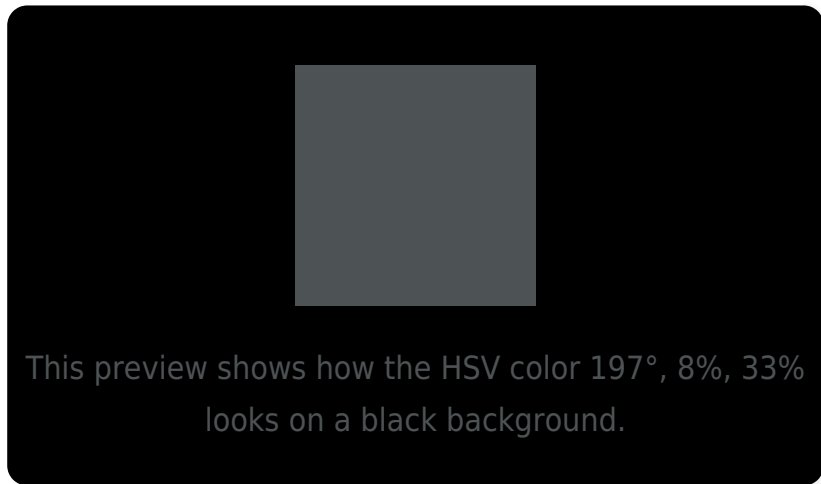 This preview shows how the HSV color 197°, 8%, 33%
looks on a black background.